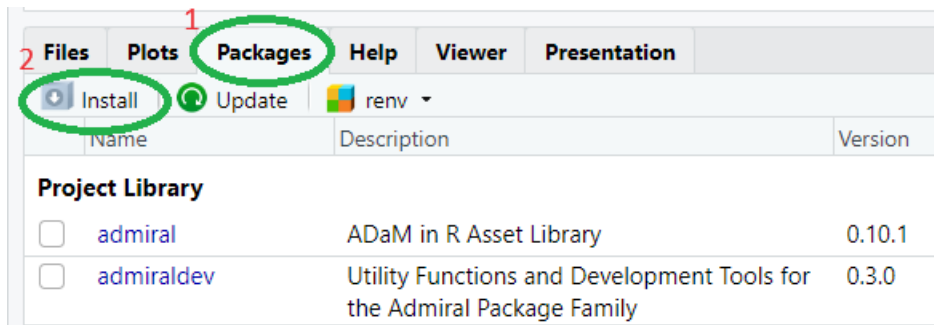 1
2 Files Plots Packages Help Viewer Presentation
Install Update renv
Name Description Version
Project Library
admiral ADaM in R Asset Library 0.10.1
admiraldev Utility Functions and Development Tools for 0.3.0
the Admiral Package Family